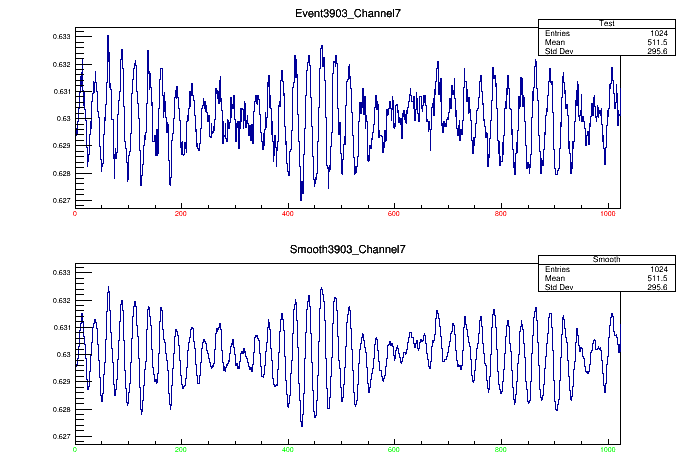 Event3903_Channel7
Test
Entries 1024
Mean 511.5
Std Dev 295.6
0.633
0.632
0.631
0.63
0.629
0.628
0.627
0 200 400 600 800 1000
Smooth3903_Channel7
Smooth
Entries 1024
Mean 511.5
Std Dev 295.6
0.633
0.632
0.631
0.63
0.629
0.628
0.627
0 200 400 600 800 1000